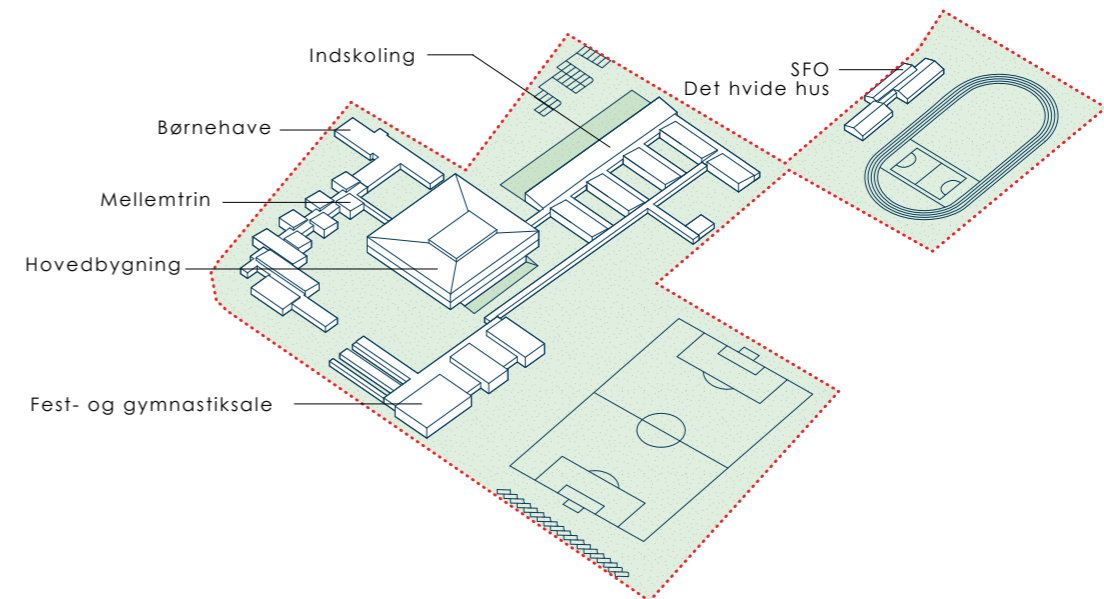 Indskoling
SFO
Det hvide hus
Børnehave
Mellemtrin
Hovedbygning
Fest- og gymnastiksale